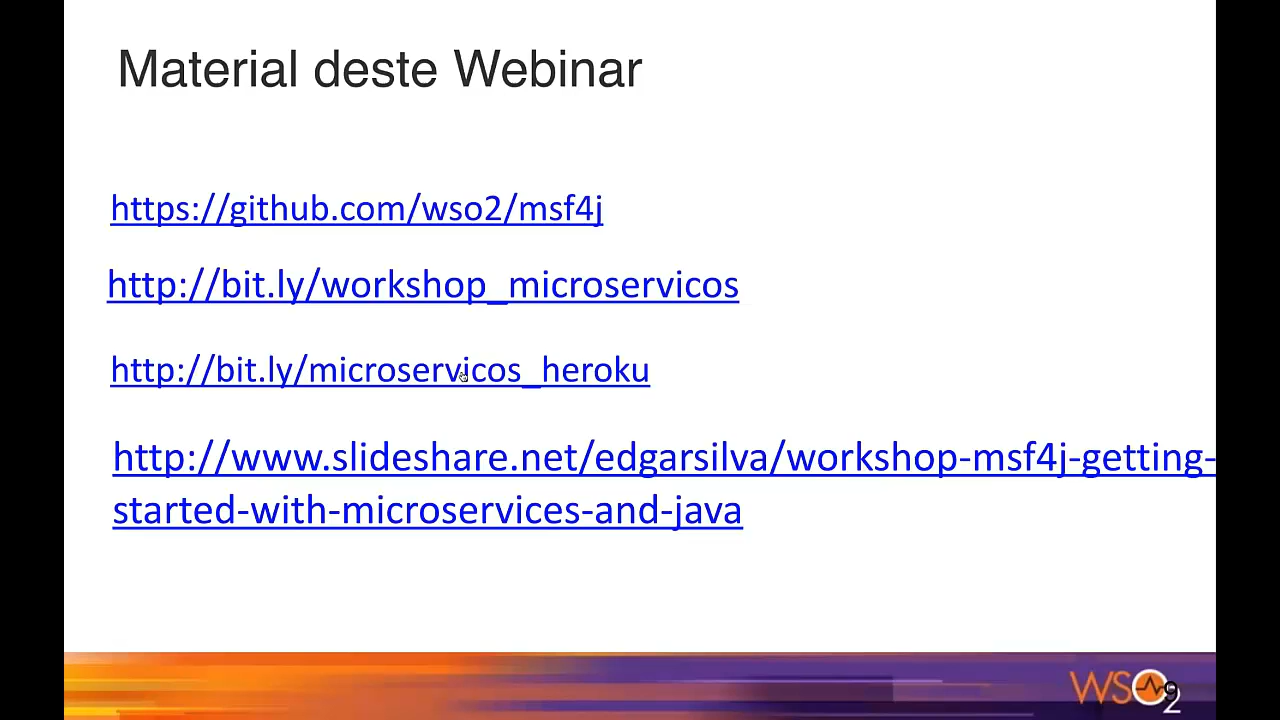 Material deste Webinar
https://github.com/wso2/msf4j
http://bit.ly/workshop_microservicos
http://bit.ly/microservicos_heroku
http://www.slideshare.net/edgarsilva/workshop-msf4j-getting-
started-with-microservices-and-java
WSO2
9